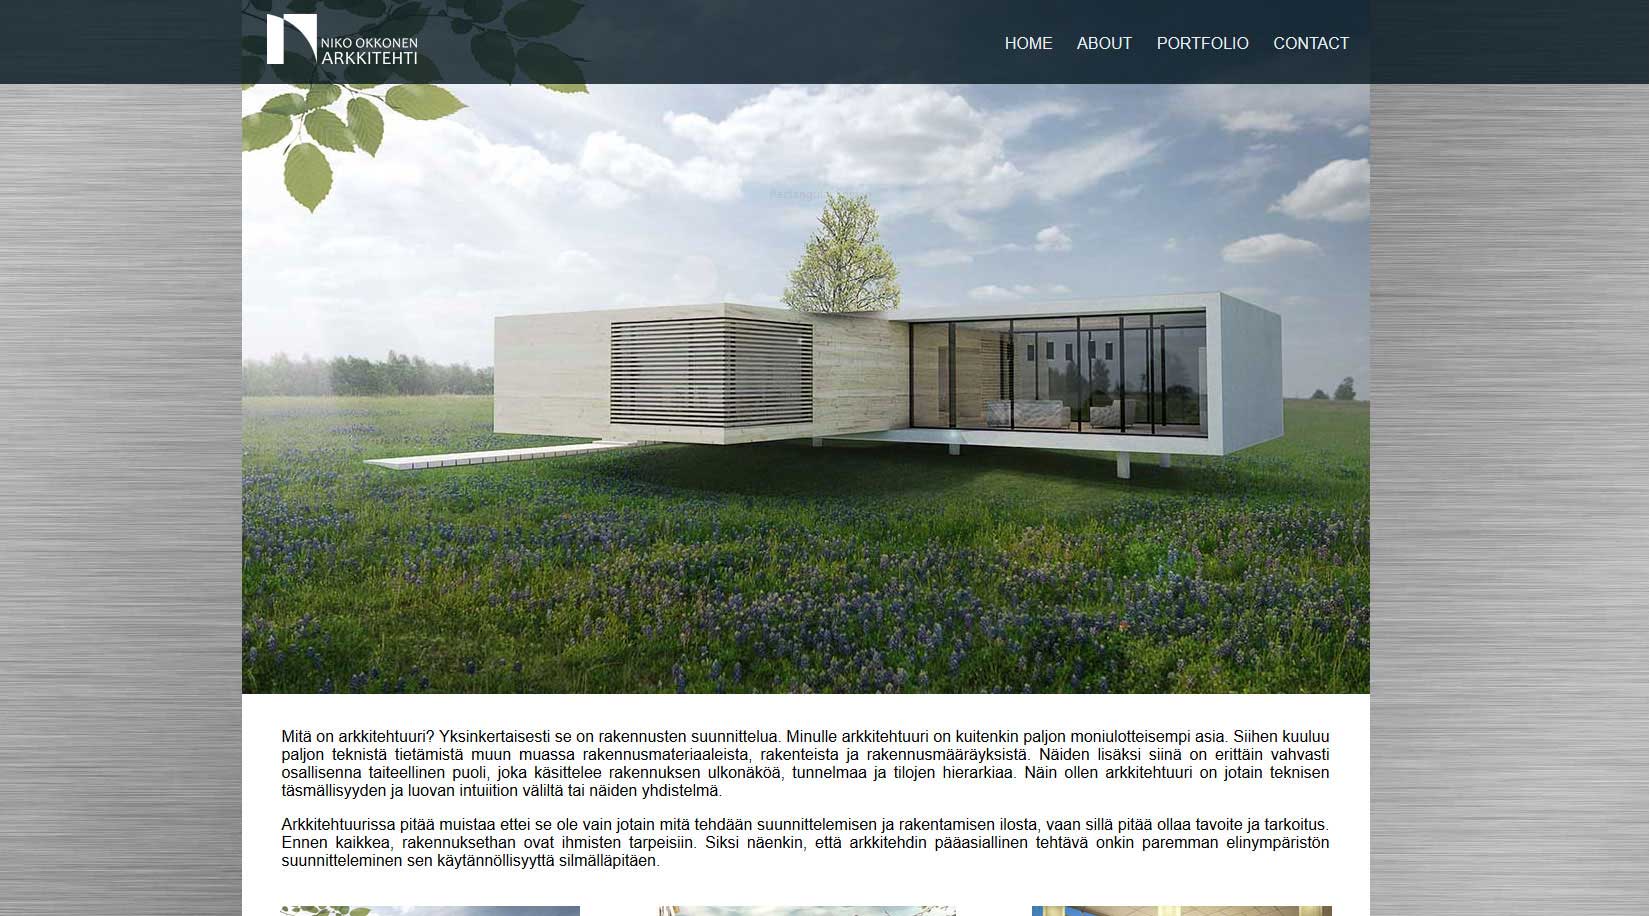 NIKO OKKONEN
ARKKITEHTI
HOME ABOUT PORTFOLIO CONTACT
Mitä on arkkitehtuuri? Yksinkertaisesti se on rakennusten suunnittelua. Minulle arkkitehtuuri on kuitenkin paljon moniulotteisempi asia. Siihen kuuluu
paljon teknistä tietämistä muun muassa rakennusmateriaaleista, rakenteista ja rakennusmääräyksistä. Näiden lisäksi siinä on erittäin vahvasti
osallisenna taiteellinen puoli, joka käsittelee rakennuksen ulkonäköä, tunnelmaa ja tilojen hierarkiaa. Näin ollen arkkitehtuuri on jotain teknisen
täsmällisyyden ja luovan intuiition väliltä tai näiden yhdistelmä.
Arkkitehtuurissa pitää muistaa ettei se ole vain jotain mitä tehdään suunnittelemisen ja rakentamisen ilosta, vaan sillä pitää ollaa tavoite ja tarkoitus.
Ennen kaikkea, rakennuksethan ovat ihmisten tarpeisiin. Siksi näenkin, että arkkitehdin pääasiallinen tehtävä onkin paremman elinympäristön
suunnitteleminen sen käytännöllisyyttä silmälläpitäen.